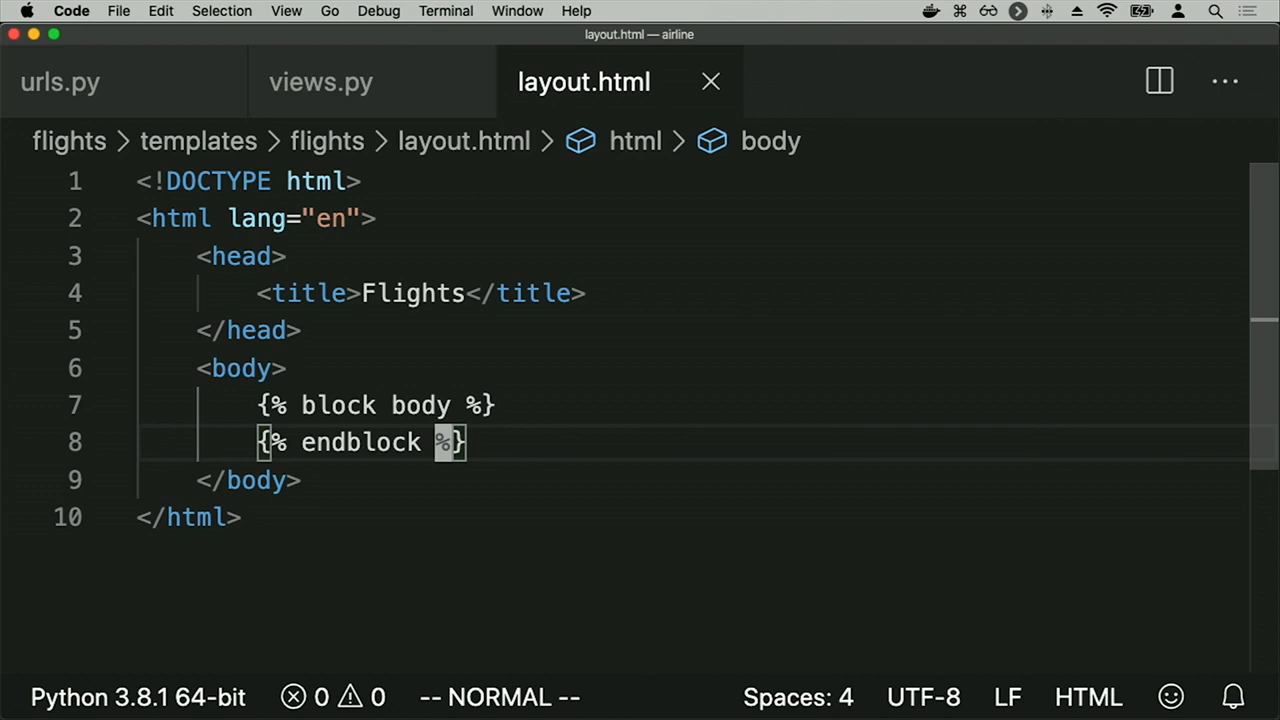 Code File Edit Selection View Go Debug Terminal Window Help
layout.html — airline
urls.py views.py layout.html
flights > templates > flights > layout.html > html > body
1 <!DOCTYPE html>
2 <html lang="en">
3 <head>
4 <title>Flights</title>
5 </head>
6 <body>
7 {% block body %}
8 {% endblock %}
9 </body>
10 </html>
Python 3.8.1 64-bit 0 0 -- NORMAL -- Spaces: 4 UTF-8 LF HTML